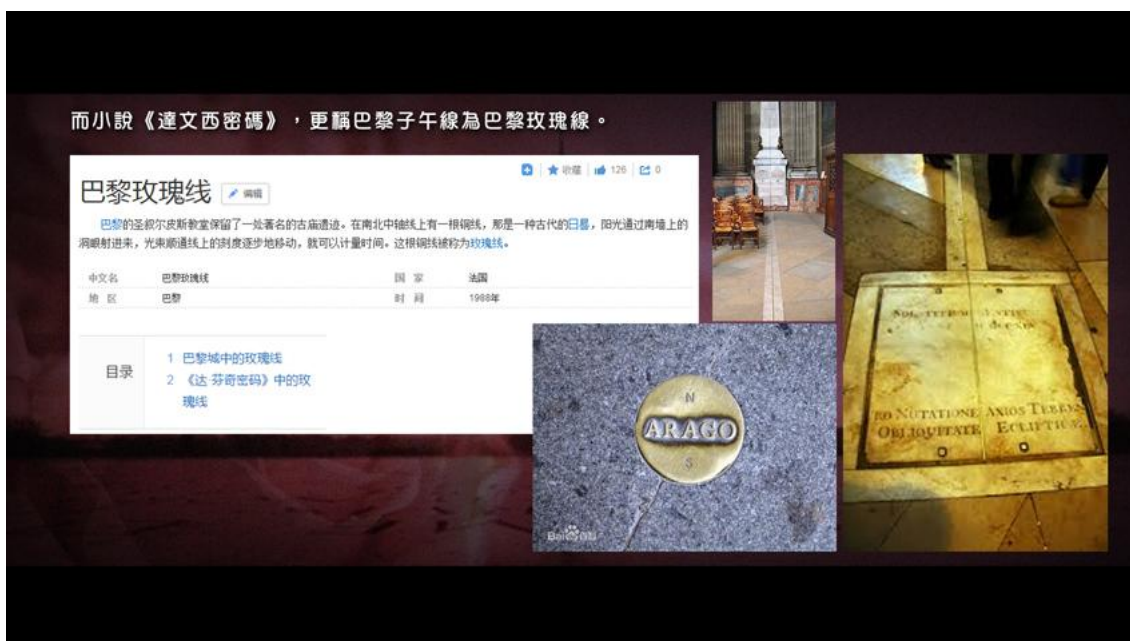 而小說《達文西密碼》，更稱巴黎子午線為巴黎玫瑰線。
巴黎玫瑰线 编辑
收藏 126 0
巴黎的圣叙尔皮斯教堂保留了一处著名的古庙遗迹。在南北中轴线上有一根铜线，那是一种古代的日晷，阳光通过南墙上的
洞眼射进来，光束顺通线上的刻度逐步地移动，就可以计量时间。这根铜线被称为玫瑰线。
中文名 巴黎玫瑰线 国 家 法国
地 区 巴黎 时 间 1988年
目录
1 巴黎城中的玫瑰线
2 《达·芬奇密码》中的玫
瑰线
N
ARAGO
S
Bai百科
NUTATIONE AXIOS TERREN
OBLIQUITATE ECLIPTICÆ